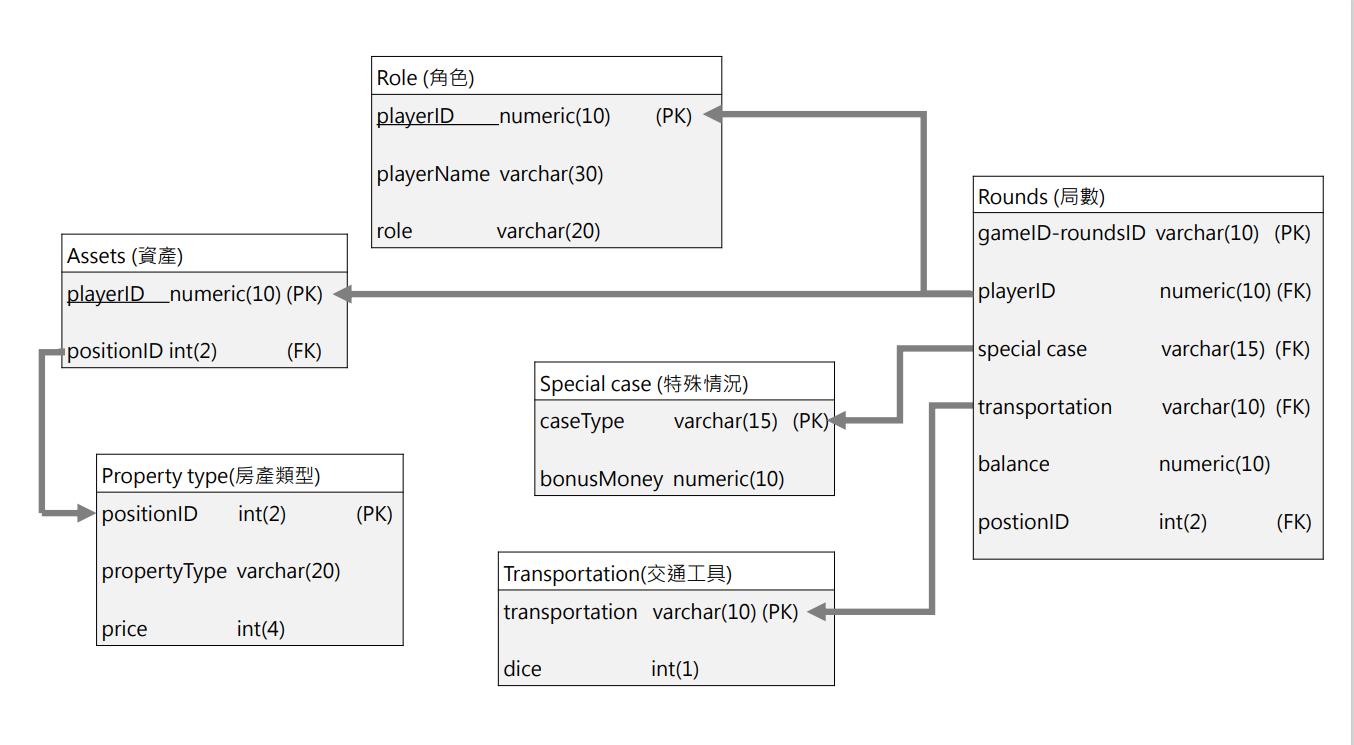 Role (角色)
playerID numeric(10) (PK)
playerName varchar(30)
role varchar(20)
Rounds (局數)
gameID-roundsID varchar(10) (PK)
playerID numeric(10) (FK)
special case varchar(15) (FK)
transportation varchar(10) (FK)
balance numeric(10)
postionID int(2) (FK)
Assets (資產)
playerID numeric(10) (PK)
positionID int(2) (FK)
Special case (特殊情況)
caseType varchar(15) (PK)
bonusMoney numeric(10)
Property type(房產類型)
positionID int(2) (PK)
propertyType varchar(20)
price int(4)
Transportation(交通工具)
transportation varchar(10) (PK)
dice int(1)